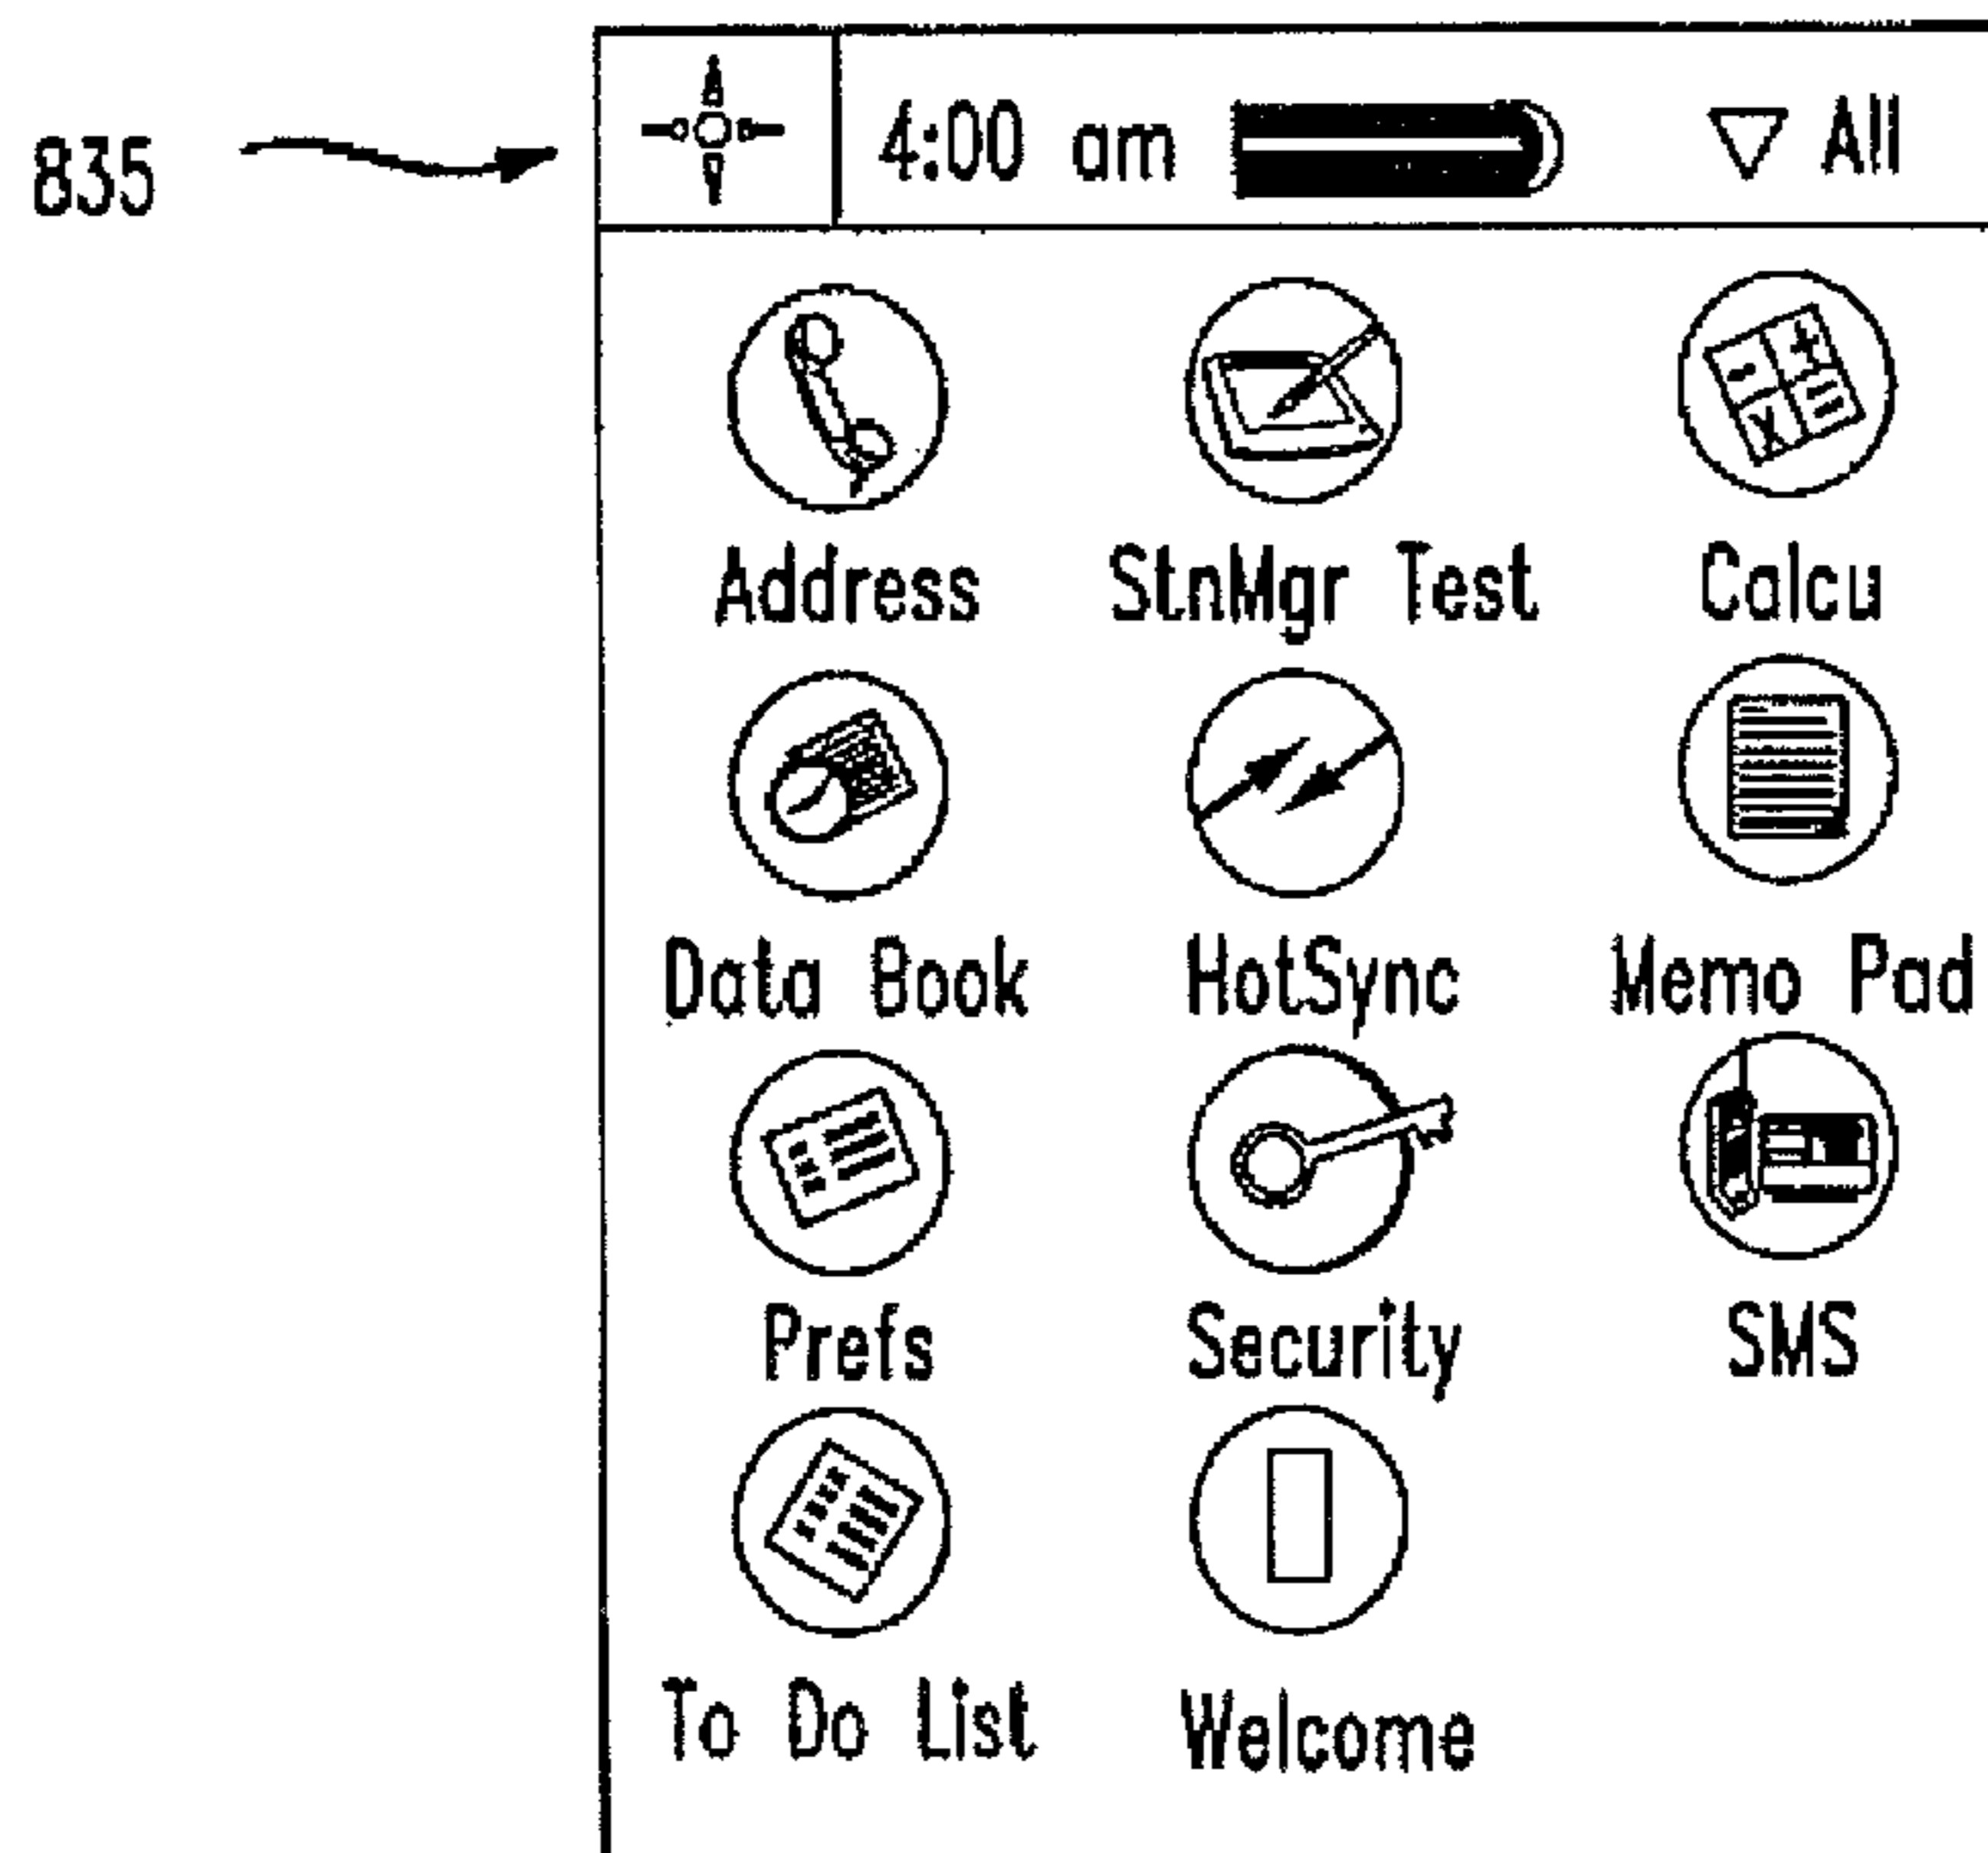 835
4:00 am All
Address StnMgr Test Calcu
Data Book HotSync Memo Pad
Prefs Security SMS
To Do List Welcome